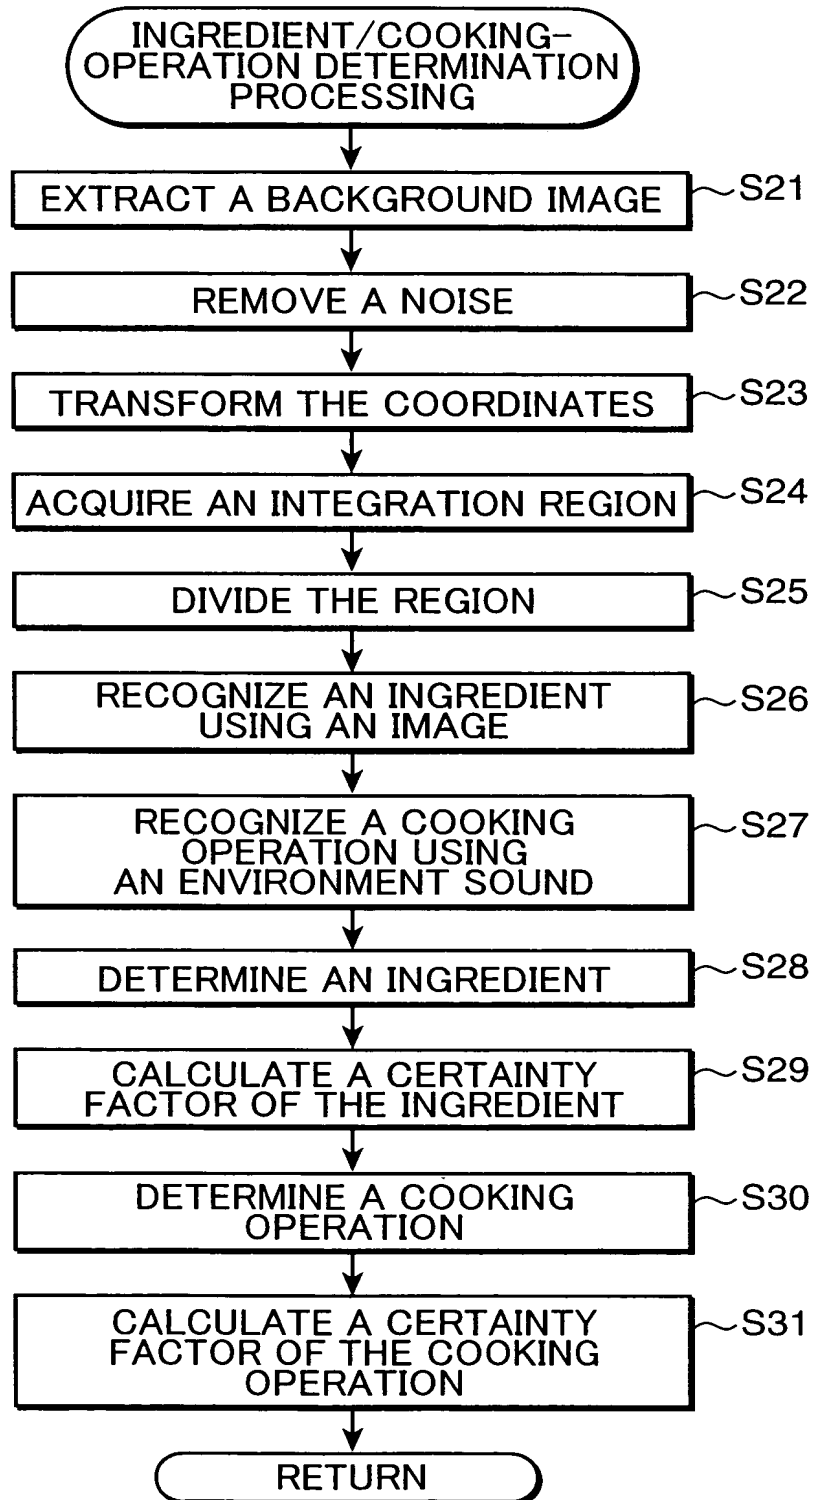 INGREDIENT/COOKING-
OPERATION DETERMINATION
PROCESSING
EXTRACT A BACKGROUND IMAGE
S21
REMOVE A NOISE
S22
TRANSFORM THE COORDINATES
S23
ACQUIRE AN INTEGRATION REGION
S24
DIVIDE THE REGION
S25
RECOGNIZE AN INGREDIENT
USING AN IMAGE
S26
RECOGNIZE A COOKING
OPERATION USING
AN ENVIRONMENT SOUND
S27
DETERMINE AN INGREDIENT
S28
CALCULATE A CERTAINTY
FACTOR OF THE INGREDIENT
S29
DETERMINE A COOKING
OPERATION
S30
CALCULATE A CERTAINTY
FACTOR OF THE COOKING
OPERATION
S31
RETURN